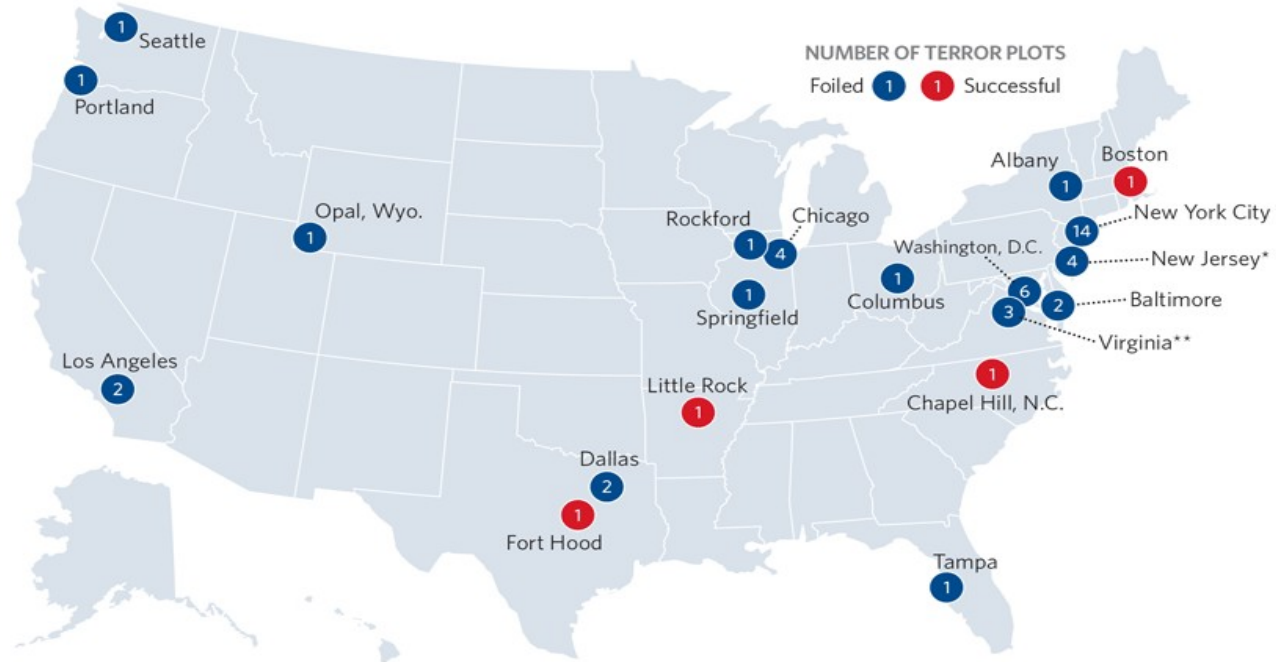 NUMBER OF TERROR PLOTS
Foiled 1 1 Successful
1 Seattle
1
Portland
Opal, Wyo.
1
Los Angeles
2
Rockford
1
Chicago
4
1
Springfield
1
Columbus
Albany
1
Boston
1
New York City
14
New Jersey*
4
Washington, D.C.
6
2 Baltimore
3
Virginia**
1
Chapel Hill, N.C.
Little Rock
1
Dallas
2
1
Fort Hood
Tampa
1